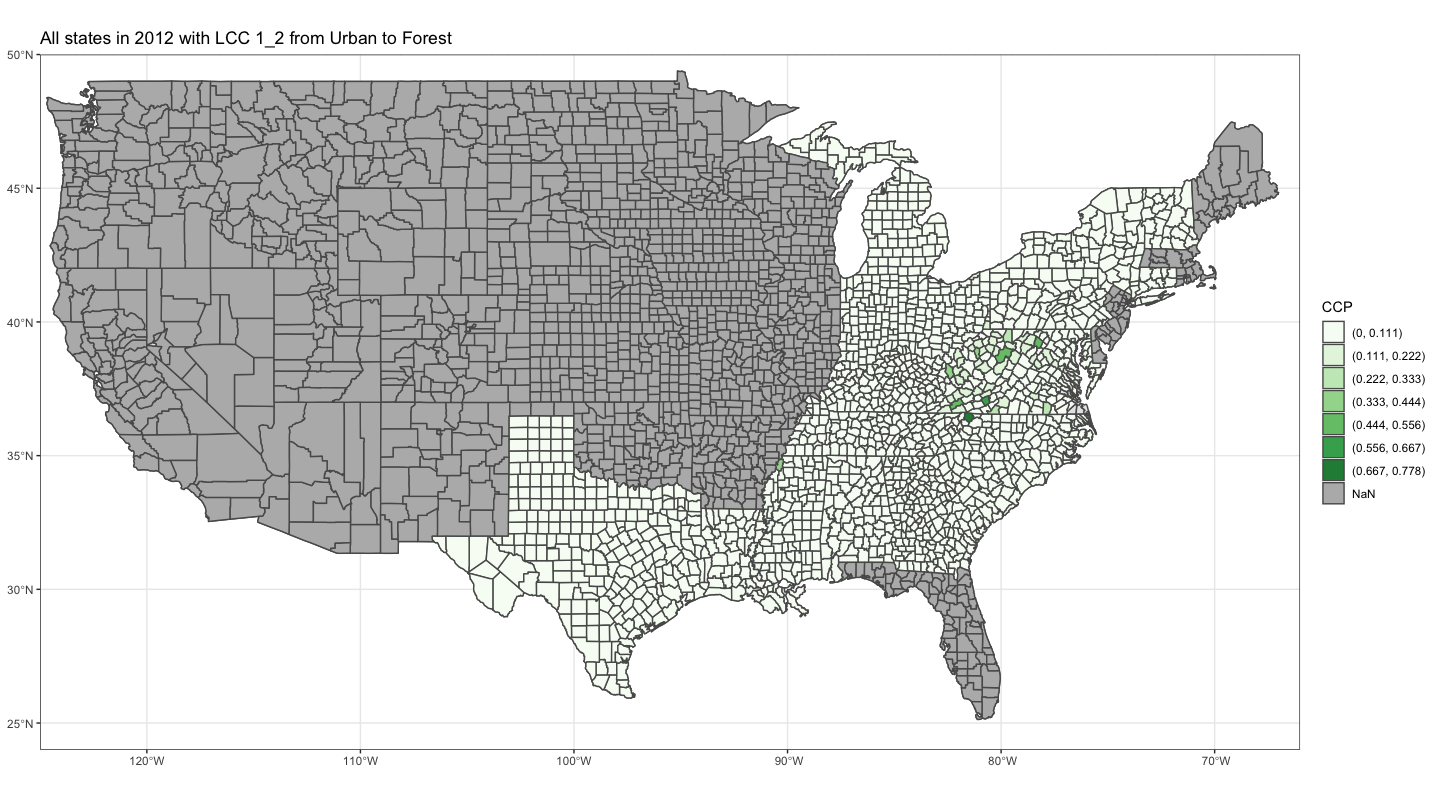 All states in 2012 with LCC 1_2 from Urban to Forest
50°N
45°N
40°N
35°N
30°N
25°N
120°W
110°W
100°W
90°W
80°W
70°W
CCP
(0, 0.111)
(0.111, 0.222)
(0.222, 0.333)
(0.333, 0.444)
(0.444, 0.556)
(0.556, 0.667)
(0.667, 0.778)
NaN